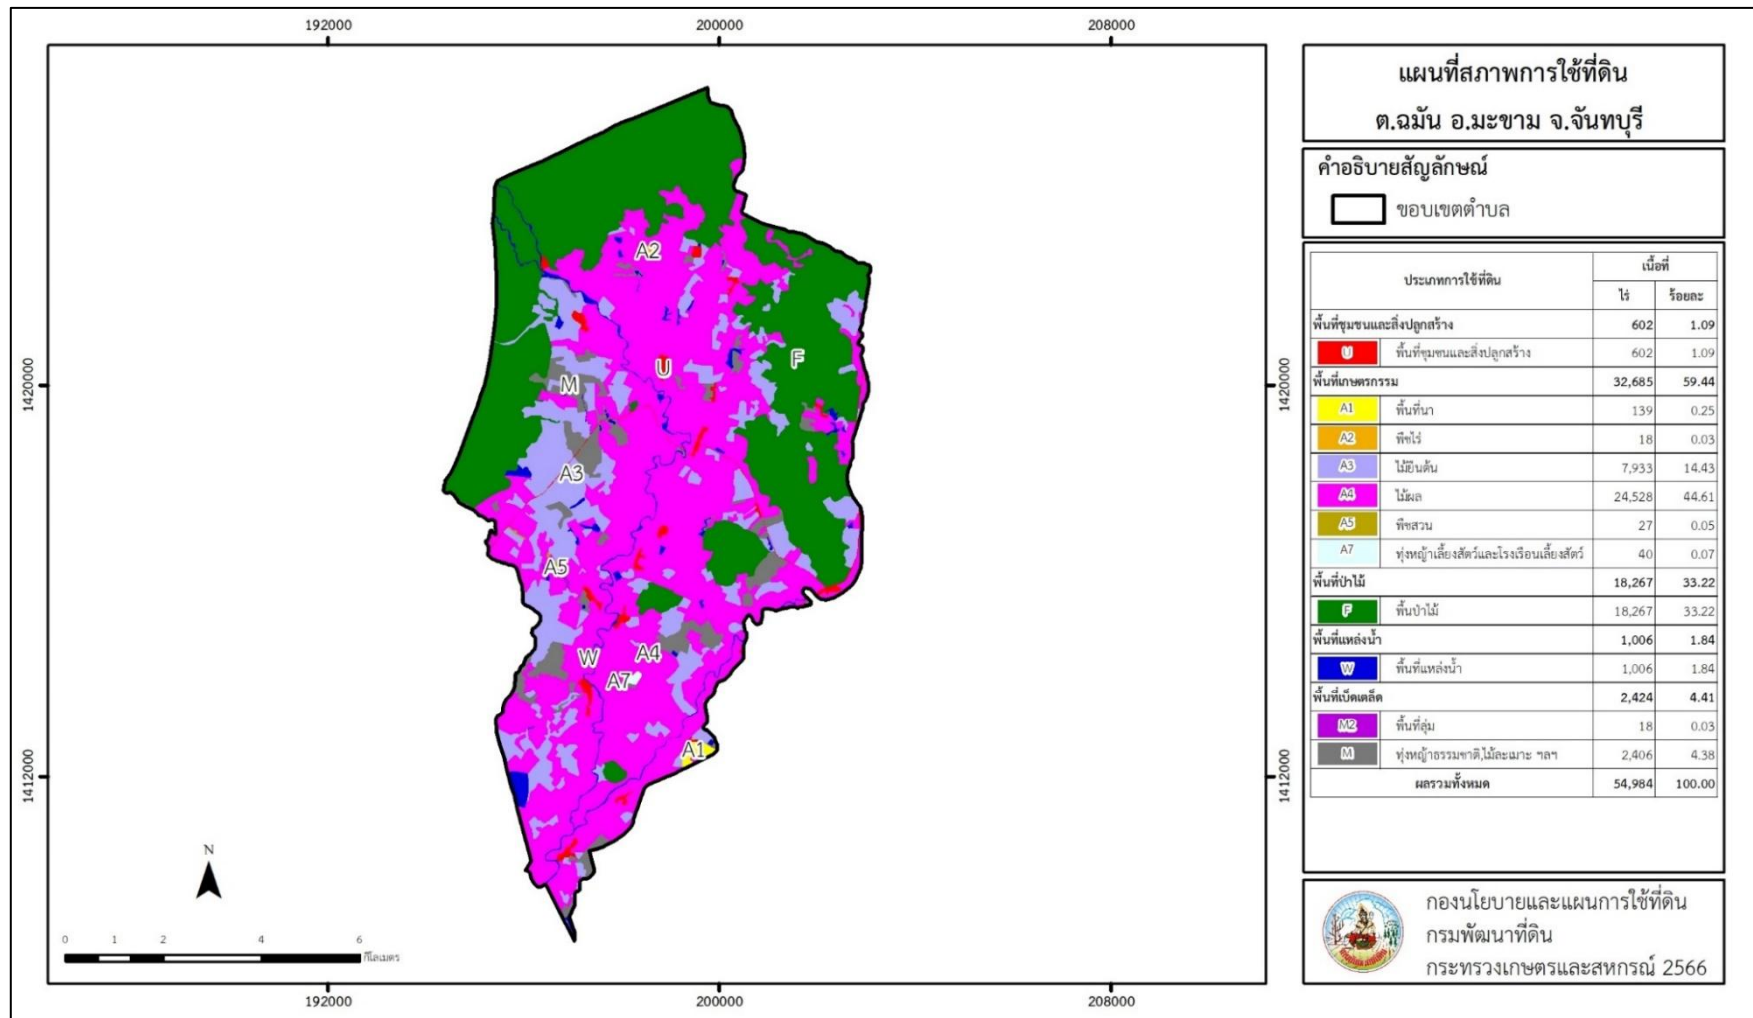 192000
200000
208000
1420000
1412000
1420000
1412000
A2
F
U
M
A3
A5
W
A4
A7
A1
N
0 1 2 4 6
กิโลเมตร
192000
200000
208000
แผนที่สภาพการใช้ที่ดิน
ต.ฉมัน อ.มะขาม จ.จันทบุรี
คำอธิบายสัญลักษณ์
ขอบเขตตำบล
ประเภทการใช้ที่ดิน เนื้อที่
ไร่ ร้อยละ
พื้นที่ชุมชนและสิ่งปลูกสร้าง 602 1.09
U พื้นที่ชุมชนและสิ่งปลูกสร้าง 602 1.09
พื้นที่เกษตรกรรม 32,685 59.44
A1 พื้นที่นา 139 0.25
A2 พืชไร่ 18 0.03
A3 ไม้ยืนต้น 7,933 14.43
A4 ไม้ผล 24,528 44.61
A5 พืชสวน 27 0.05
A7 ทุ่งหญ้าเลี้ยงสัตว์และโรงเรือนเลี้ยงสัตว์ 40 0.07
พื้นที่ป่าไม้ 18,267 33.22
F พื้นป่าไม้ 18,267 33.22
พื้นที่แหล่งน้ำ 1,006 1.84
W พื้นที่แหล่งน้ำ 1,006 1.84
พื้นที่เบ็ดเตล็ด 2,424 4.41
M2 พื้นที่ลุ่ม 18 0.03
M ทุ่งหญ้าธรรมชาติ,ไม้ละเมาะ ฯลฯ 2,406 4.38
ผลรวมทั้งหมด 54,984 100.00
กองนโยบายและแผนการใช้ที่ดิน
กรมพัฒนาที่ดิน
กระทรวงเกษตรและสหกรณ์ 2566